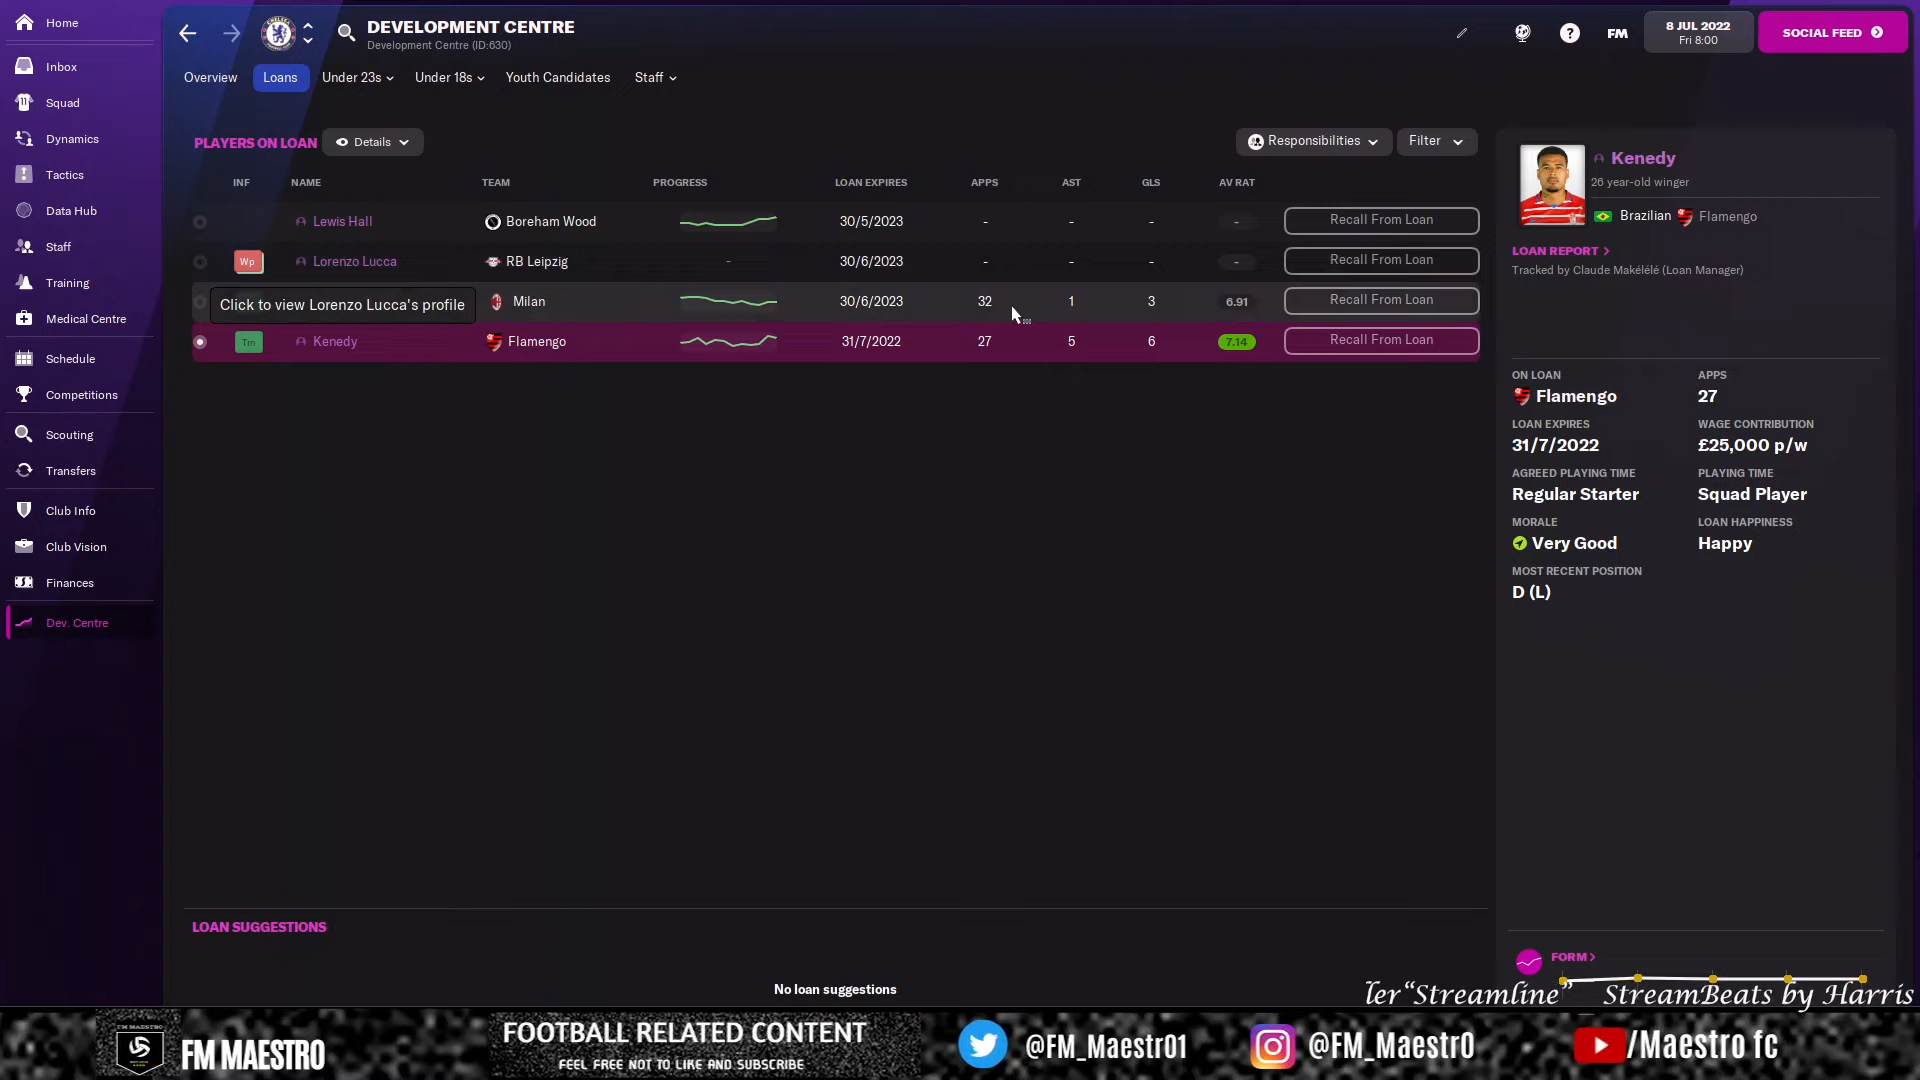 Home
Inbox
Squad
Dynamics
Tactics
Data Hub
Staff
Training
Medical Centre
Schedule
Competitions
Scouting
Transfers
Club Info
Club Vision
Finances
Dev. Centre
DEVELOPMENT CENTRE
Development Centre (ID:630)
FM
8 JUL 2022
Fri 8:00
SOCIAL FEED
Overview Loans Under 23s Under 18s Youth Candidates Staff
PLAYERS ON LOAN Details Responsibilities Filter
INF NAME TEAM PROGRESS LOAN EXPIRES APPS AST GLS AV RAT
Lewis Hall Boreham Wood 30/5/2023 - - - - Recall From Loan
Wp Lorenzo Lucca RB Leipzig - 30/6/2023 - - - - Recall From Loan
Click to view Lorenzo Lucca's profile Milan 30/6/2023 32 1 3 6.91 Recall From Loan
Trn Kenedy Flamengo 31/7/2022 27 5 6 7.14 Recall From Loan
LOAN SUGGESTIONS
No loan suggestions
Kenedy
26 year-old winger
Brazilian Flamengo
LOAN REPORT >
Tracked by Claude Makélélé (Loan Manager)
ON LOAN APPS
Flamengo 27
LOAN EXPIRES WAGE CONTRIBUTION
31/7/2022 £25,000 p/w
AGREED PLAYING TIME PLAYING TIME
Regular Starter Squad Player
MORALE LOAN HAPPINESS
Very Good Happy
MOST RECENT POSITION
D (L)
FORM >
ler“Streamline” StreamBeats by Harris
FM MAESTRO
FM MAESTRO
FOOTBALL RELATED CONTENT
FEEL FREE NOT TO LIKE AND SUBSCRIBE
@FM_Maestr01
@FM_Maestr0
/Maestro fc